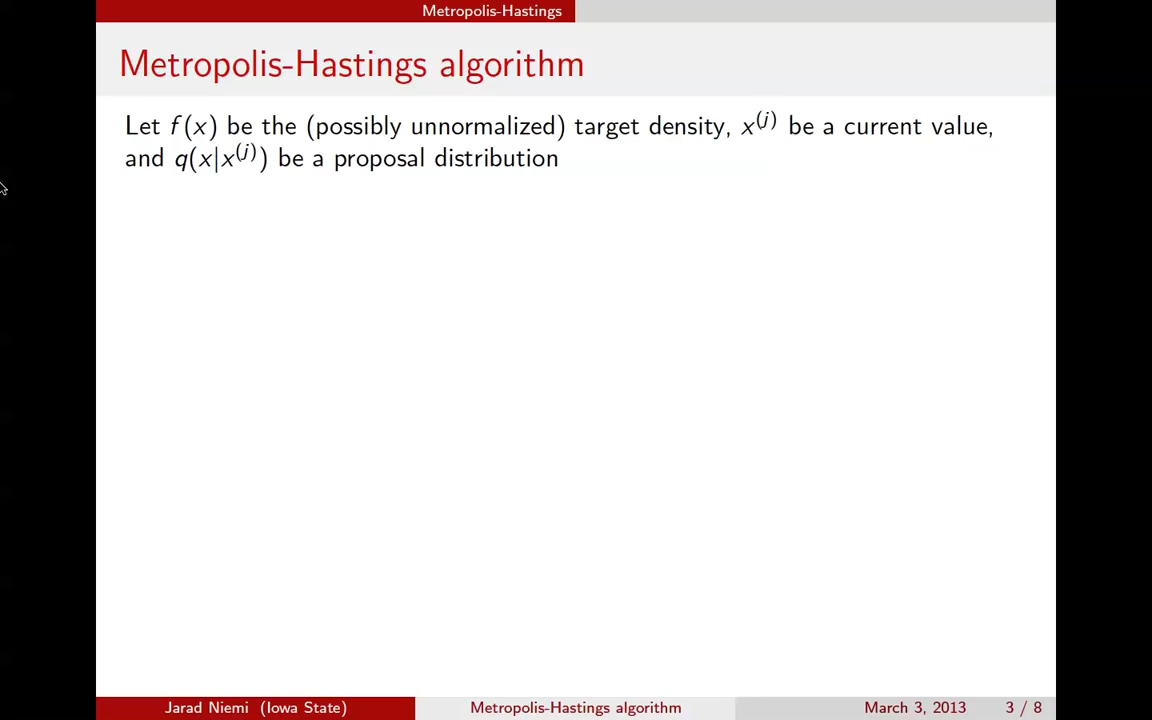 Metropolis-Hastings
Metropolis-Hastings algorithm
Let f(x) be the (possibly unnormalized) target density, x^(j) be a current value,
and q(x|x^(j)) be a proposal distribution
Jarad Niemi (Iowa State) Metropolis-Hastings algorithm March 3, 2013 3 / 8